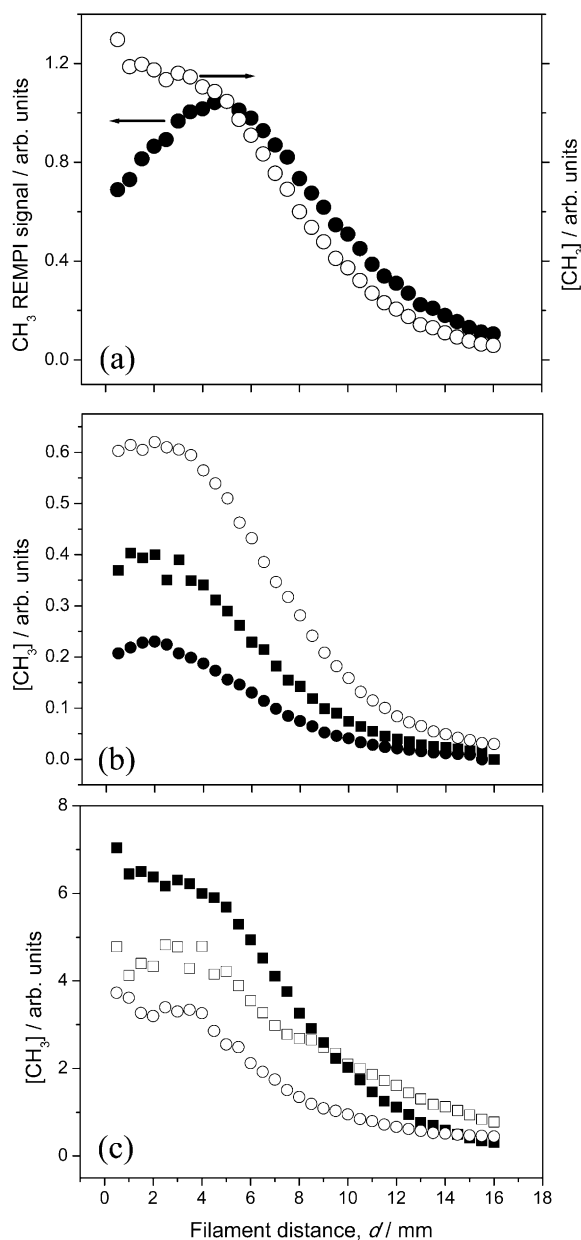 1.2
0.8
0.4
0.0
CH3 REMPI signal / arb. units
[CH3] / arb. units
(a)
0.6
0.5
0.4
0.3
0.2
0.1
0.0
[CH3] / arb. units
(b)
8
6
4
2
0
[CH3] / arb. units
(c)
0 2 4 6 8 10 12 14 16 18
Filament distance, d / mm